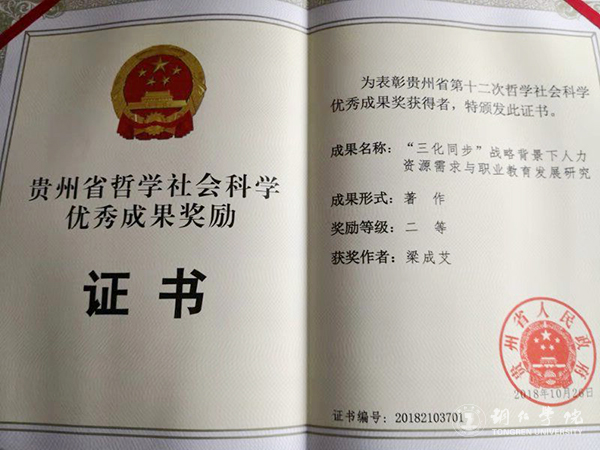 贵州省哲学社会科学
优秀成果奖励
证书
为表彰贵州省第十二次哲学社会科学
优秀成果奖获得者，特颁发此证书。
成果名称：“三化同步”战略背景下人力
资源需求与职业教育发展研究
成果形式：著 作
奖励等级：二 等
获奖作者：梁成艾
贵州省人民政府
2018年10月26日
证书编号：20182103701
铜仁学院
TONGREN UNIVERSITY